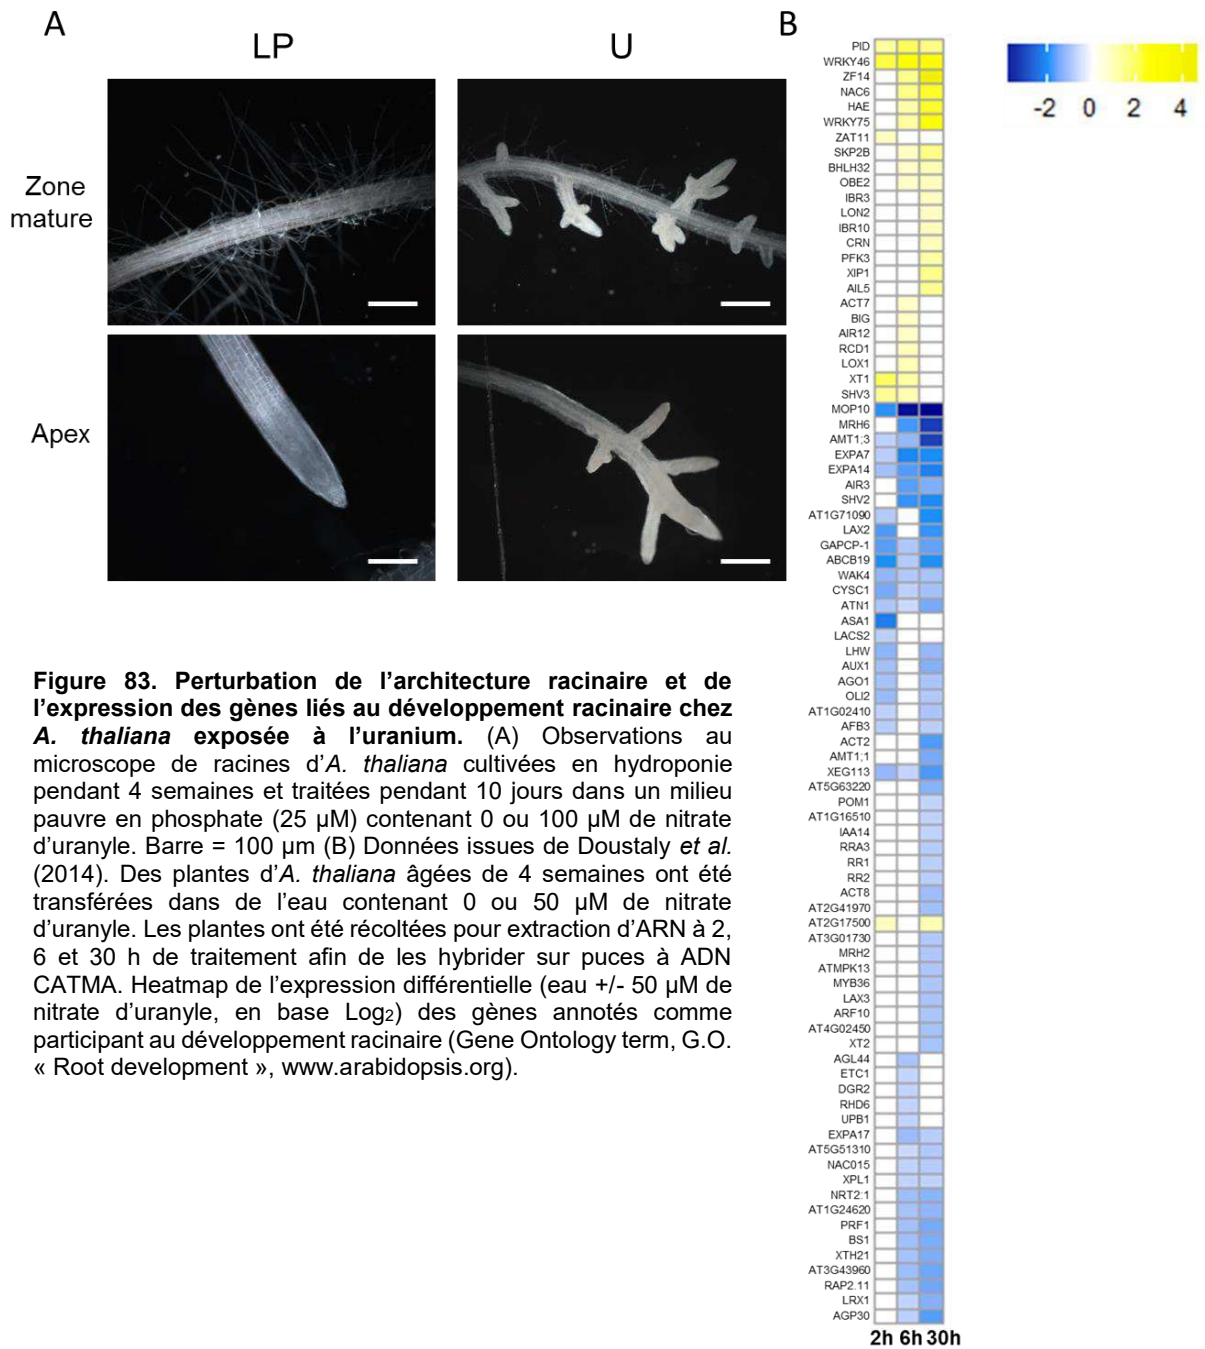 A
B
LP
U
Zone
mature
Apex
-2 0 2 4
PID
WRKY46
ZF14
NAC6
HAE
WRKY75
ZAT11
SKP2B
BHLH32
OBE2
IBR3
LON2
IBR10
CRN
PFK3
XIP1
AIL5
ACT7
BIG
AIR12
RCD1
LOX1
XT1
SHV3
MOP10
MRH6
AMT1;3
EXPA7
EXPA14
AIR3
SHV2
AT1G71090
LAX2
GAPCP-1
ABCB19
WAK4
CYSC1
ATN1
ASA1
LACS2
LHW
AUX1
AGO1
OLI2
AT1G02410
AFB3
ACT2
AMT1;1
XEG113
AT5G63220
POM1
AT1G16510
IAA14
RRA3
RR1
RR2
ACT8
AT2G41970
AT2G17500
AT3G01730
MRH2
ATMPK13
MYB36
LAX3
ARF10
AT4G02450
XT2
AGL44
ETC1
DGR2
RHD6
UPB1
EXPA17
AT5G51310
NAC015
XPL1
NRT2:1
AT1G24620
PRF1
BS1
XTH21
AT3G43960
RAP2.11
LRX1
AGP30
2h 6h 30h
Figure 83. Perturbation de l’architecture racinaire et de
l’expression des gènes liés au développement racinaire chez
A. thaliana exposée à l’uranium. (A) Observations au
microscope de racines d’A. thaliana cultivées en hydroponie
pendant 4 semaines et traitées pendant 10 jours dans un milieu
pauvre en phosphate (25 µM) contenant 0 ou 100 µM de nitrate
d’uranyle. Barre = 100 µm (B) Données issues de Doustaly et al.
(2014). Des plantes d’A. thaliana âgées de 4 semaines ont été
transférées dans de l’eau contenant 0 ou 50 µM de nitrate
d’uranyle. Les plantes ont été récoltées pour extraction d’ARN à 2,
6 et 30 h de traitement afin de les hybrider sur puces à ADN
CATMA. Heatmap de l’expression différentielle (eau +/- 50 µM de
nitrate d’uranyle, en base Log2) des gènes annotés comme
participant au développement racinaire (Gene Ontology term, G.O.
« Root development », www.arabidopsis.org).